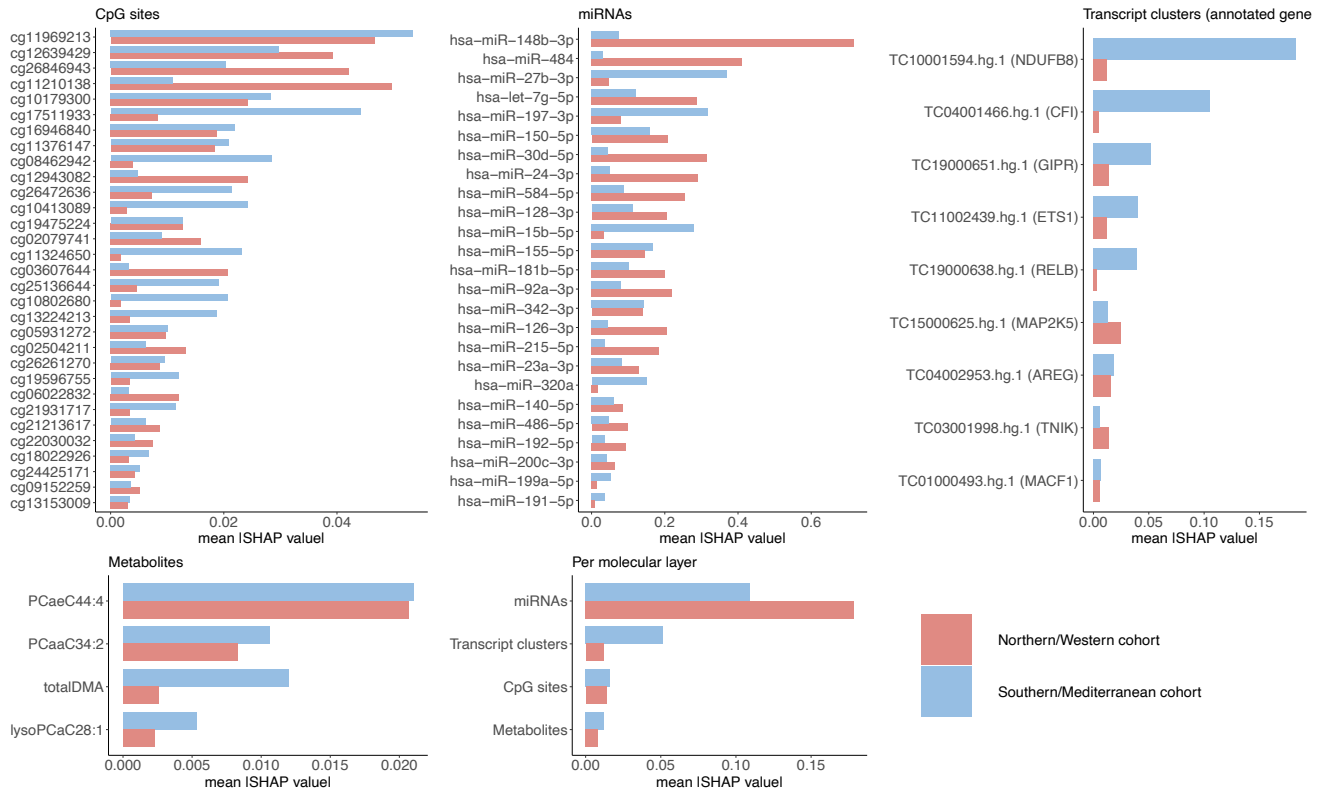 CpG sites
cg11969213
cg12639429
cg26846943
cg11210138
cg10179300
cg17511933
cg16946840
cg11376147
cg08462942
cg12943082
cg26472636
cg10413089
cg19475224
cg02079741
cg11324650
cg03607644
cg25136644
cg10802680
cg13224213
cg05931272
cg02504211
cg26261270
cg19596755
cg06022832
cg21931717
cg21213617
cg22030032
cg18022926
cg24425171
cg09152259
cg13153009
0.00 0.02 0.04
mean |SHAP value|
miRNAs
hsa−miR−148b−3p
hsa−miR−484
hsa−miR−27b−3p
hsa−let−7g−5p
hsa−miR−197−3p
hsa−miR−150−5p
hsa−miR−30d−5p
hsa−miR−24−3p
hsa−miR−584−5p
hsa−miR−128−3p
hsa−miR−15b−5p
hsa−miR−155−5p
hsa−miR−181b−5p
hsa−miR−92a−3p
hsa−miR−342−3p
hsa−miR−126−3p
hsa−miR−215−5p
hsa−miR−23a−3p
hsa−miR−320a
hsa−miR−140−5p
hsa−miR−486−5p
hsa−miR−192−5p
hsa−miR−200c−3p
hsa−miR−199a−5p
hsa−miR−191−5p
0.0 0.2 0.4 0.6
mean |SHAP value|
Transcript clusters (annotated gene
TC10001594.hg.1 (NDUFB8)
TC04001466.hg.1 (CFI)
TC19000651.hg.1 (GIPR)
TC11002439.hg.1 (ETS1)
TC19000638.hg.1 (RELB)
TC15000625.hg.1 (MAP2K5)
TC04002953.hg.1 (AREG)
TC03001998.hg.1 (TNIK)
TC01000493.hg.1 (MACF1)
0.00 0.05 0.10 0.15
mean |SHAP value|
Metabolites
PCaeC44:4
PCaaC34:2
totalDMA
lysoPCaC28:1
0.000 0.005 0.010 0.015 0.020
mean |SHAP value|
Per molecular layer
miRNAs
Transcript clusters
CpG sites
Metabolites
0.00 0.05 0.10 0.15
mean |SHAP value|
Northern/Western cohort
Southern/Mediterranean cohort